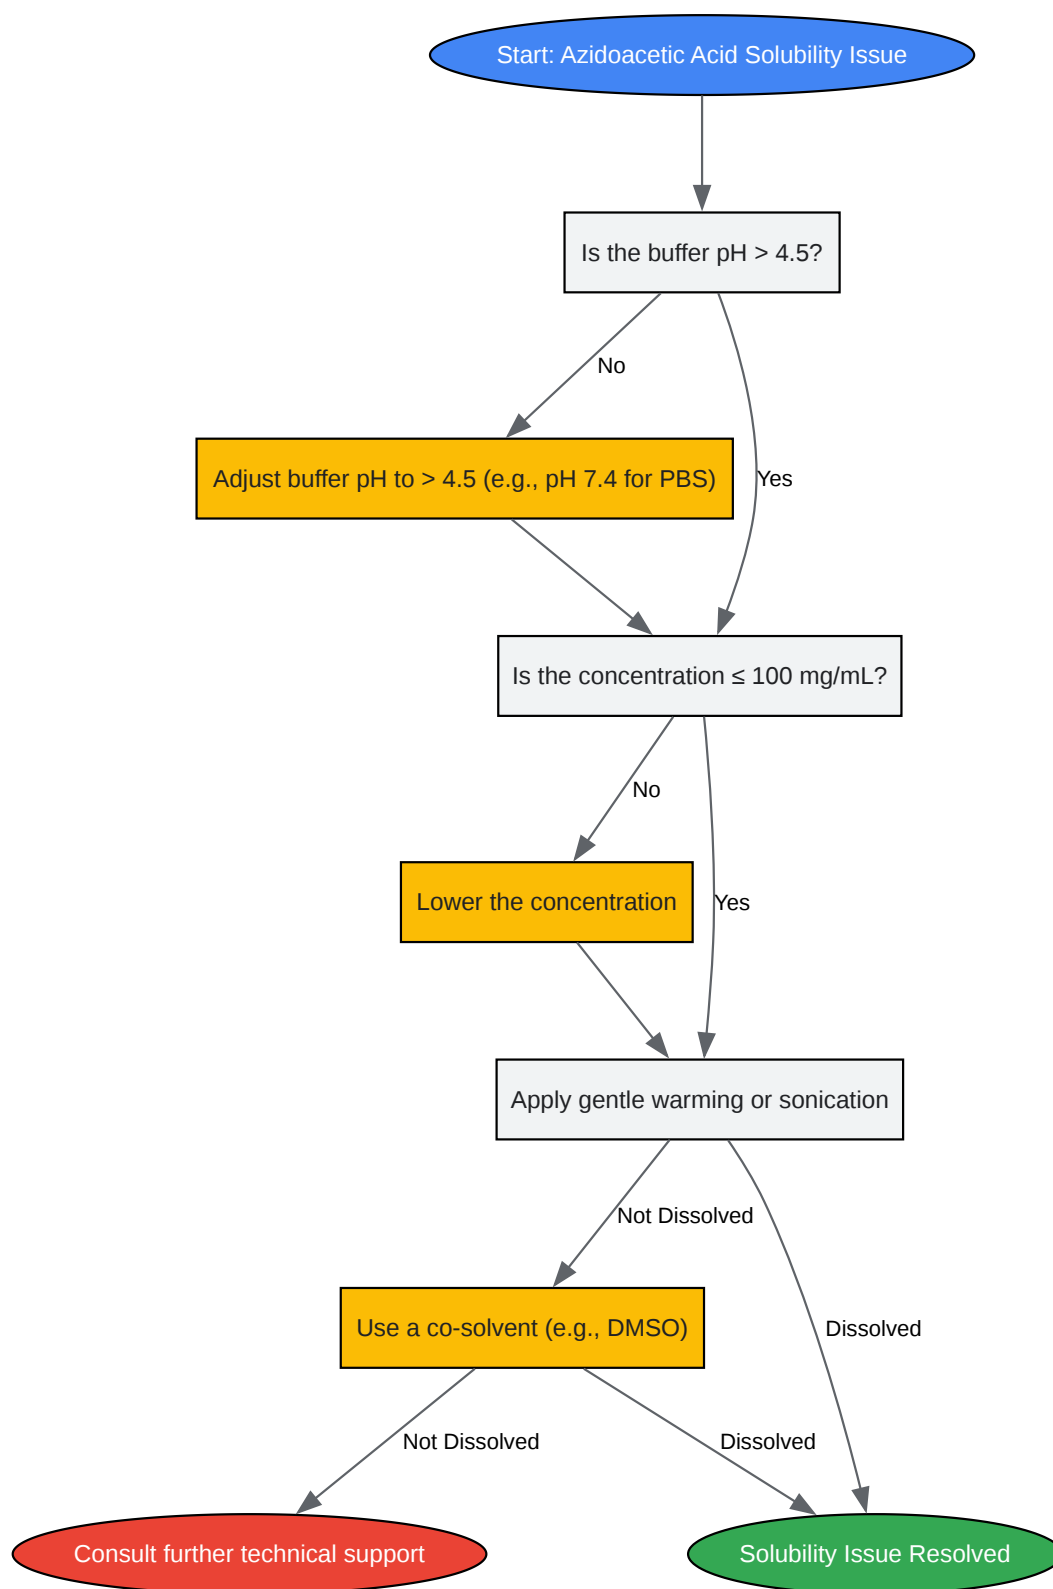 Start: Azidoacetic Acid Solubility Issue
Is the buffer pH > 4.5?
No
Adjust buffer pH to > 4.5 (e.g., pH 7.4 for PBS)
Yes
Is the concentration ≤ 100 mg/mL?
No
Lower the concentration
Yes
Apply gentle warming or sonication
Not Dissolved
Use a co-solvent (e.g., DMSO)
Dissolved
Not Dissolved
Dissolved
Consult further technical support
Solubility Issue Resolved